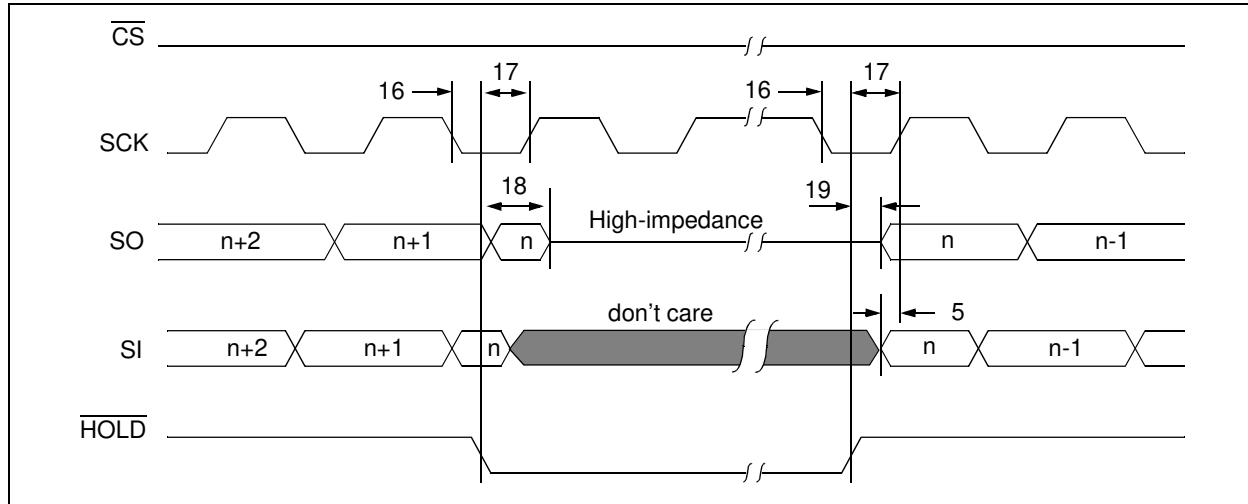 CS
16
17
16
17
SCK
18
19
SO
n+2
n+1
n
High-impedance
n
n-1
don't care
5
SI
n+2
n+1
n
n
n-1
HOLD